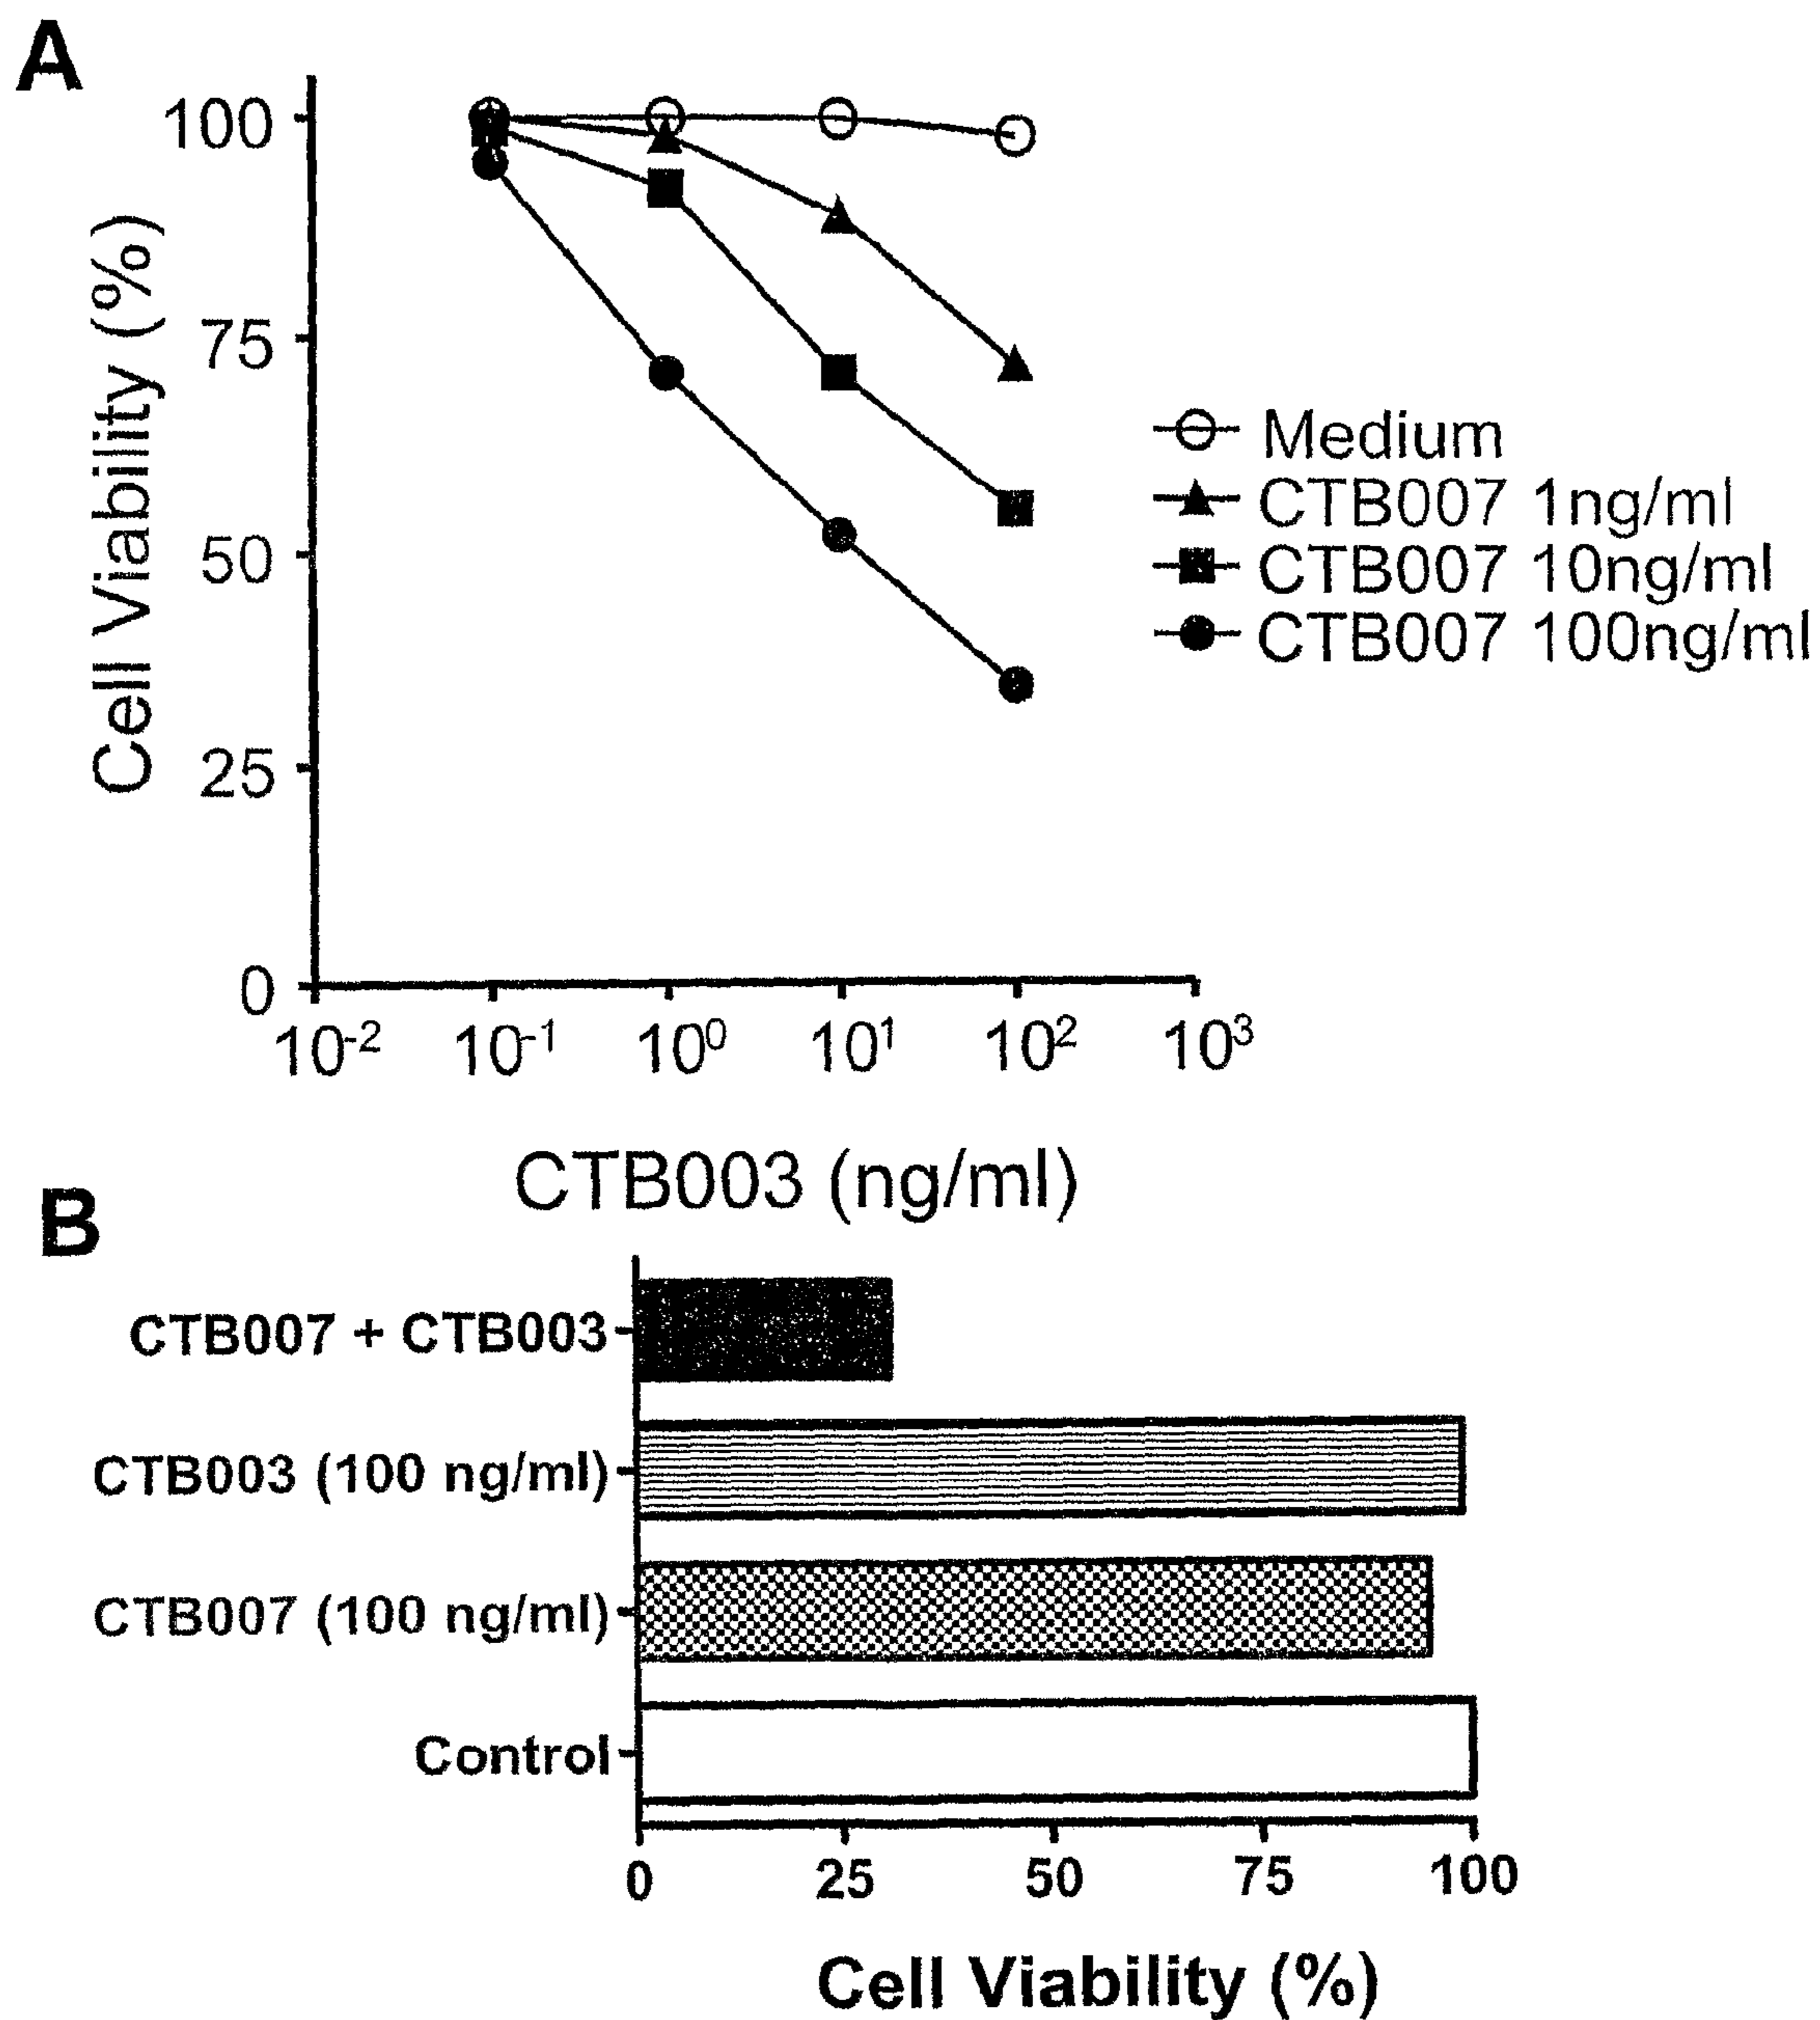 A
100
75
50
25
0
Cell Viability (%)
10⁻² 10⁻¹ 10⁰ 10¹ 10² 10³
CTB003 (ng/ml)
Medium
CTB007 1ng/ml
CTB007 10ng/ml
CTB007 100ng/ml
B
CTB007 + CTB003
CTB003 (100 ng/ml)
CTB007 (100 ng/ml)
Control
0 25 50 75 100
Cell Viability (%)